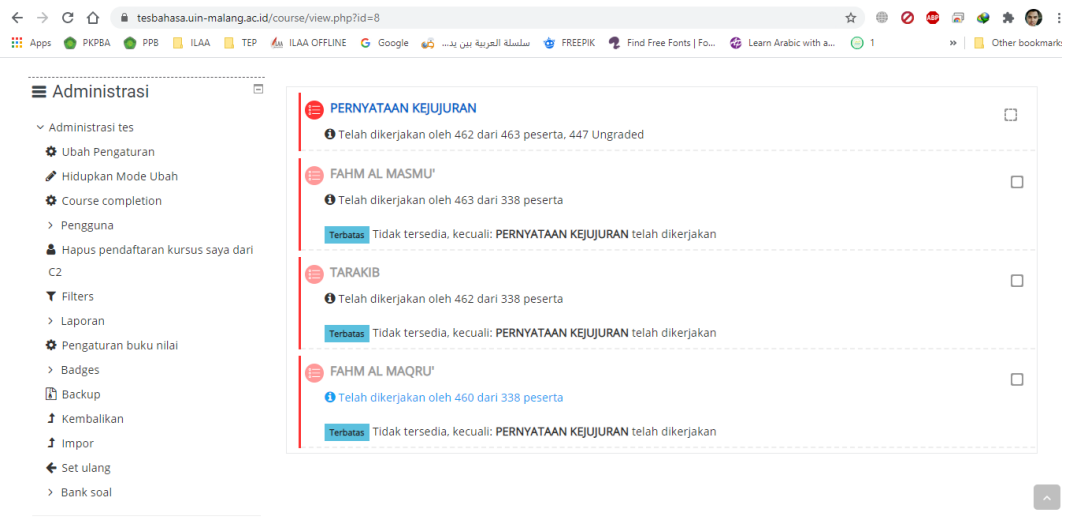 tesbahasa.uin-malang.ac.id/course/view.php?id=8
Apps PKPBA PPB ILAA TEP ILAA OFFLINE Google سلسلة العربية بين يد... FREEPIK Find Free Fonts | Fo... Learn Arabic with a... 1 » Other bookmarks
Administrasi
Administrasi tes
Ubah Pengaturan
Hidupkan Mode Ubah
Course completion
Pengguna
Hapus pendaftaran kursus saya dari
C2
Filters
Laporan
Pengaturan buku nilai
Badges
Backup
Kembalikan
Impor
Set ulang
Bank soal
PERNYATAAN KEJUJURAN
Telah dikerjakan oleh 462 dari 463 peserta, 447 Ungraded
FAHM AL MASMU'
Telah dikerjakan oleh 463 dari 338 peserta
Terbatas Tidak tersedia, kecuali: PERNYATAAN KEJUJURAN telah dikerjakan
TARAKIB
Telah dikerjakan oleh 462 dari 338 peserta
Terbatas Tidak tersedia, kecuali: PERNYATAAN KEJUJURAN telah dikerjakan
FAHM AL MAQRU'
Telah dikerjakan oleh 460 dari 338 peserta
Terbatas Tidak tersedia, kecuali: PERNYATAAN KEJUJURAN telah dikerjakan